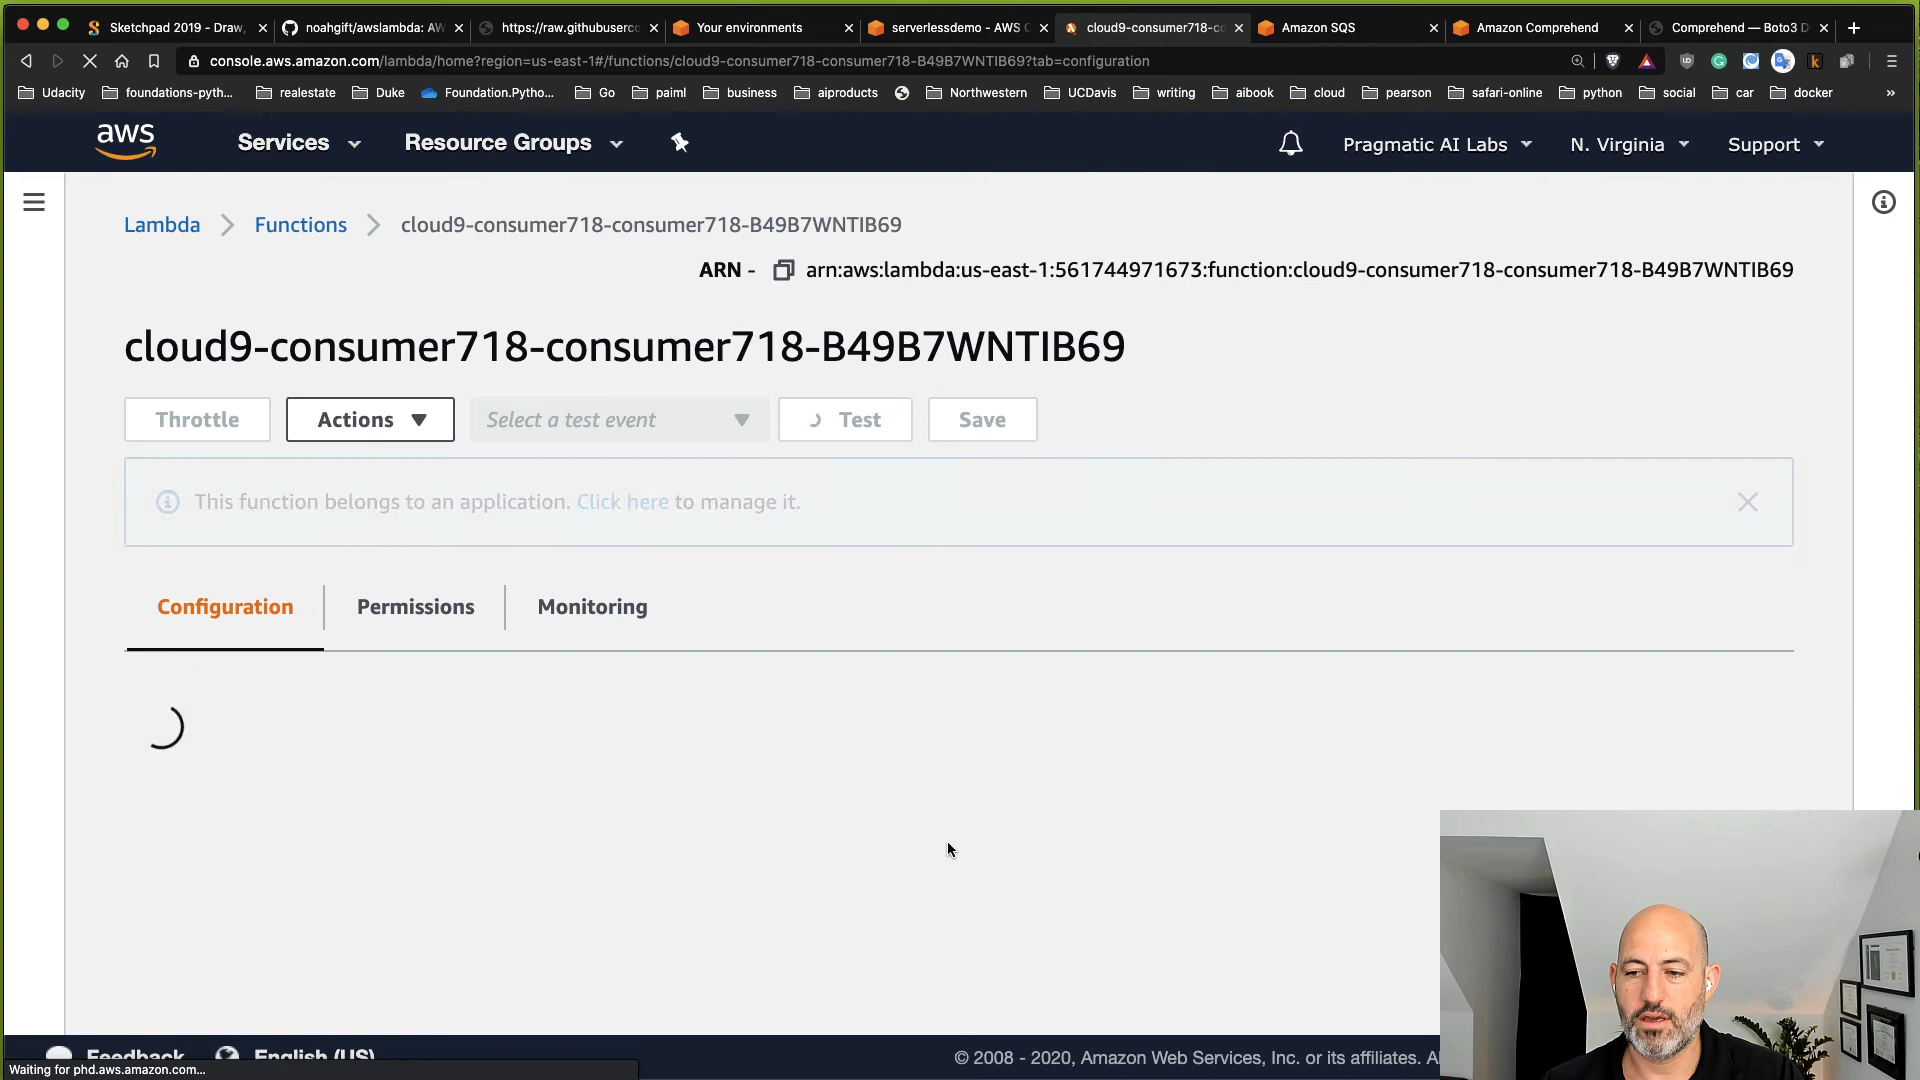 Sketchpad 2019 - Draw,
noahgift/awslambda: AW
https://raw.githubuserco
Your environments
serverlessdemo - AWS C
cloud9-consumer718-co
Amazon SQS
Amazon Comprehend
Comprehend — Boto3 D
console.aws.amazon.com/lambda/home?region=us-east-1#/functions/cloud9-consumer718-consumer718-B49B7WNTIB69?tab=configuration
Udacity
foundations-pyth...
realestate
Duke
Foundation.Pytho...
Go
paiml
business
aiproducts
Northwestern
UCDavis
writing
aibook
cloud
pearson
safari-online
python
social
car
docker
»
aws
Services
Resource Groups
Pragmatic AI Labs
N. Virginia
Support
Lambda
Functions
cloud9-consumer718-consumer718-B49B7WNTIB69
ARN - arn:aws:lambda:us-east-1:561744971673:function:cloud9-consumer718-consumer718-B49B7WNTIB69
cloud9-consumer718-consumer718-B49B7WNTIB69
Throttle
Actions
Select a test event
Test
Save
This function belongs to an application. Click here to manage it.
Configuration
Permissions
Monitoring
Feedback
English (US)
© 2008 - 2020, Amazon Web Services, Inc. or its affiliates. A
Waiting for phd.aws.amazon.com...